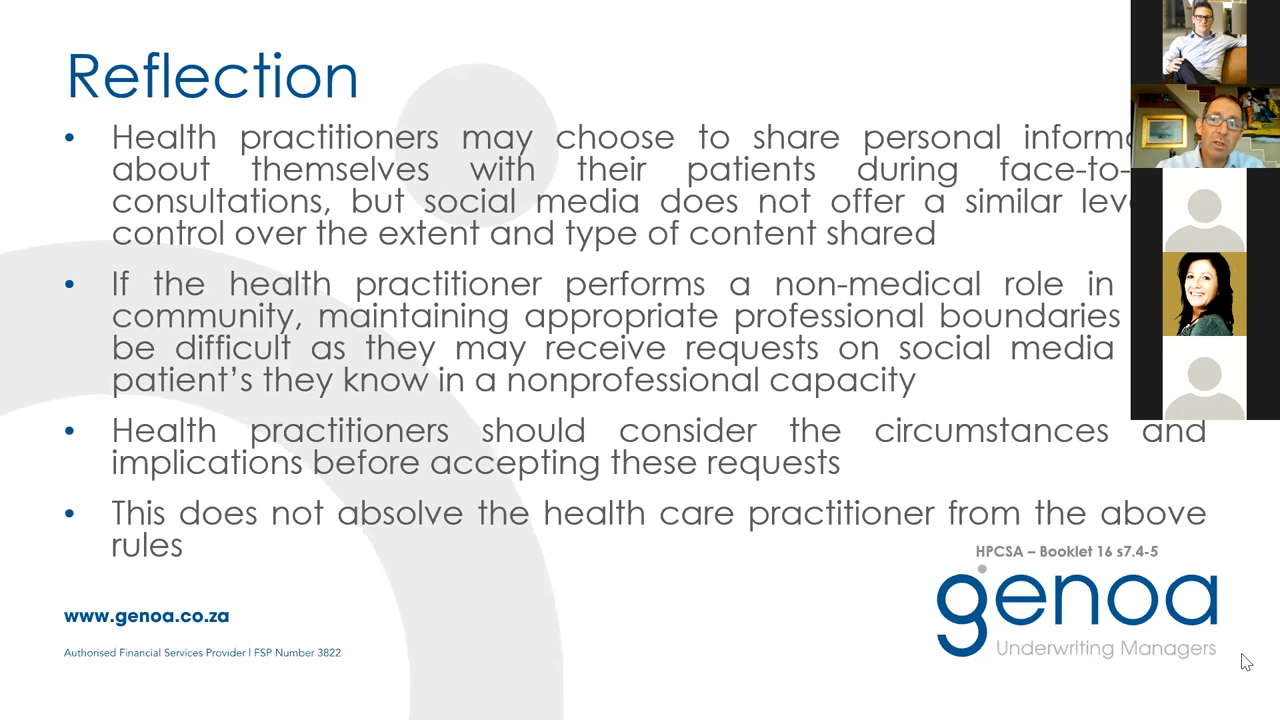 Reflection
• Health practitioners may choose to share personal
about themselves with their patients during face-to-
consultations, but social media does not offer a similar
control over the extent and type of content shared
• If the health practitioner performs a non-medical role in
community, maintaining appropriate professional boundaries
be difficult as they may receive requests on social media
patient’s they know in a nonprofessional capacity
• Health practitioners should consider the circumstances and
implications before accepting these requests
• This does not absolve the health care practitioner from the above
rules
HPCSA – Booklet 16 s7.4-5
genoa
Underwriting Managers
www.genoa.co.za
Authorised Financial Services Provider | FSP Number 3822